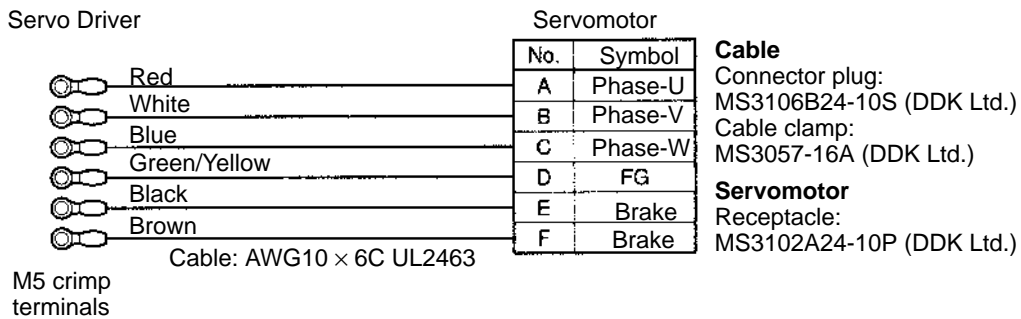 Servo Driver
Servomotor
No. Symbol
Red
A Phase-U
White
B Phase-V
Blue
C Phase-W
Green/Yellow
D FG
Black
E Brake
Brown
F Brake
Cable: AWG10 × 6C UL2463
M5 crimp
terminals
Cable
Connector plug:
MS3106B24-10S (DDK Ltd.)
Cable clamp:
MS3057-16A (DDK Ltd.)
Servomotor
Receptacle:
MS3102A24-10P (DDK Ltd.)